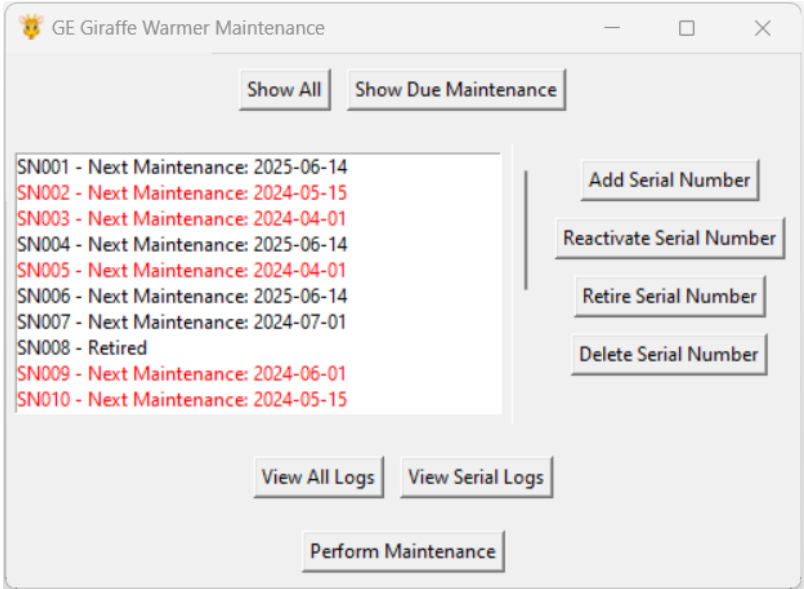 GE Giraffe Warmer Maintenance
Show All
Show Due Maintenance
SN001 - Next Maintenance: 2025-06-14
SN002 - Next Maintenance: 2024-05-15
SN003 - Next Maintenance: 2024-04-01
SN004 - Next Maintenance: 2025-06-14
SN005 - Next Maintenance: 2024-04-01
SN006 - Next Maintenance: 2025-06-14
SN007 - Next Maintenance: 2024-07-01
SN008 - Retired
SN009 - Next Maintenance: 2024-06-01
SN010 - Next Maintenance: 2024-05-15
Add Serial Number
Reactivate Serial Number
Retire Serial Number
Delete Serial Number
View All Logs
View Serial Logs
Perform Maintenance